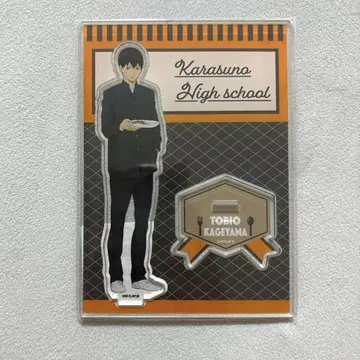 Karasuno
High school
TOBIO
KAGEYAMA